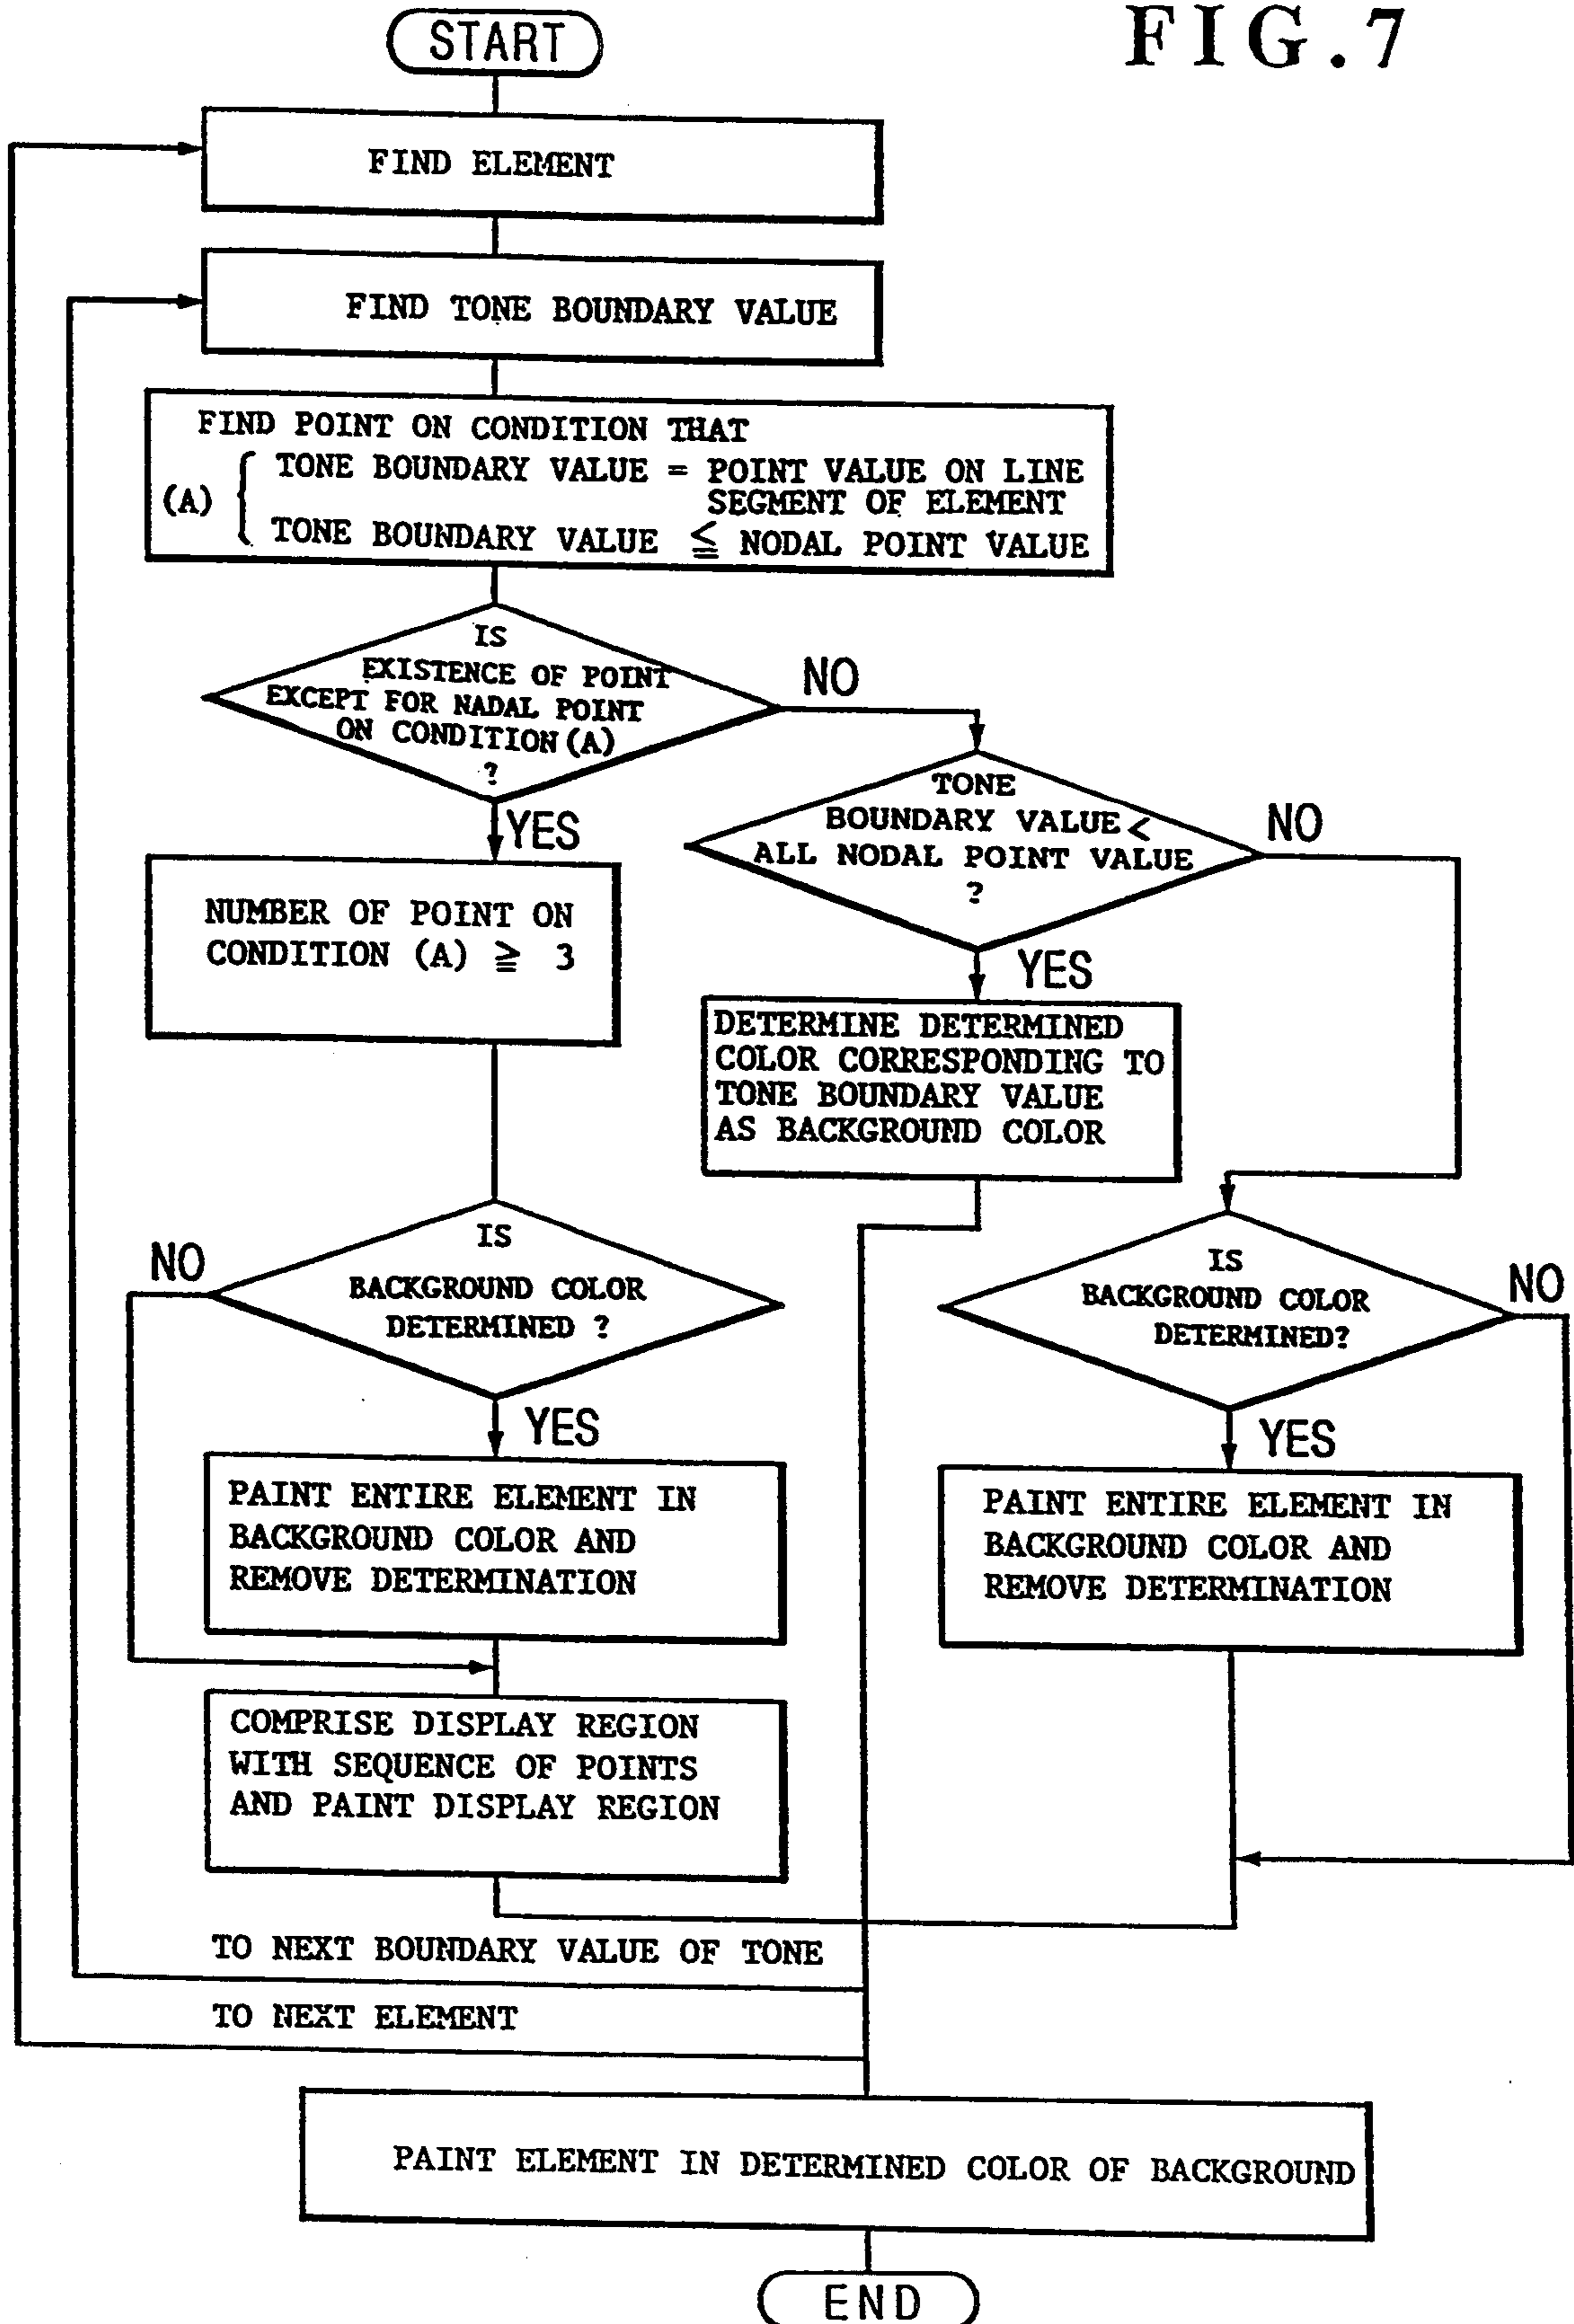 FIG.7
START
FIND ELEMENT
FIND TONE BOUNDARY VALUE
FIND POINT ON CONDITION THAT
(A) { TONE BOUNDARY VALUE = POINT VALUE ON LINE
SEGMENT OF ELEMENT
TONE BOUNDARY VALUE ≦ NODAL POINT VALUE
IS
EXISTENCE OF POINT
EXCEPT FOR NADAL POINT
ON CONDITION (A)
?
NO
YES
TONE
BOUNDARY VALUE <
ALL NODAL POINT VALUE
?
NO
YES
NUMBER OF POINT ON
CONDITION (A) ≧ 3
DETERMINE DETERMINED
COLOR CORRESPONDING TO
TONE BOUNDARY VALUE
AS BACKGROUND COLOR
IS
BACKGROUND COLOR
DETERMINED ?
NO
YES
IS
BACKGROUND COLOR
DETERMINED?
NO
YES
PAINT ENTIRE ELEMENT IN
BACKGROUND COLOR AND
REMOVE DETERMINATION
PAINT ENTIRE ELEMENT IN
BACKGROUND COLOR AND
REMOVE DETERMINATION
COMPRISE DISPLAY REGION
WITH SEQUENCE OF POINTS
AND PAINT DISPLAY REGION
TO NEXT BOUNDARY VALUE OF TONE
TO NEXT ELEMENT
PAINT ELEMENT IN DETERMINED COLOR OF BACKGROUND
END